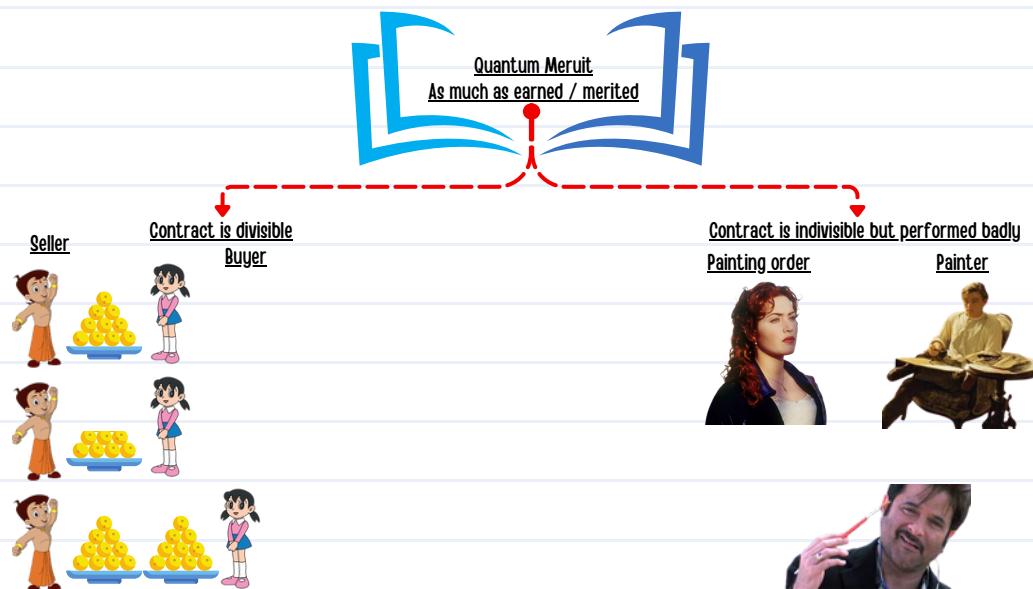 Quantum Meruit
As much as earned / merited
Contract is divisible
Seller
Buyer
Contract is indivisible but performed badly
Painting order
Painter